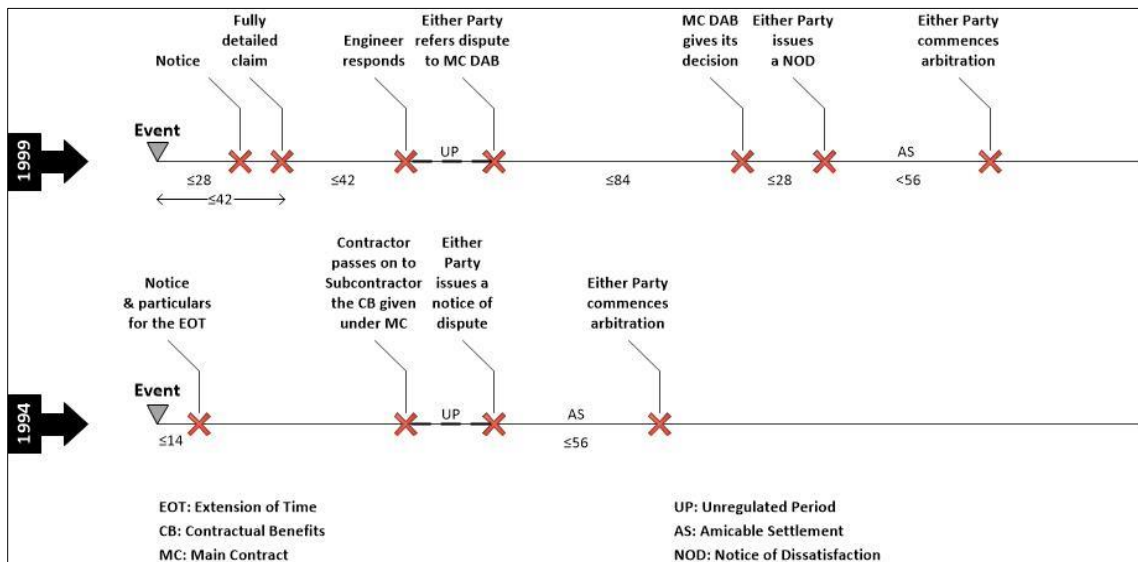 Fully
detailed
claim
Notice
Engineer
responds
Either Party
refers dispute
to MC DAB
MC DAB
gives its
decision
Either Party
issues
a NOD
Either Party
commences
arbitration
1999
Event
UP
AS
≤28
≤42
≤84
≤28
<56
≤42
Notice
& particulars
for the EOT
Contractor
passes on to
Subcontractor
the CB given
under MC
Either
Party
issues a
notice of
dispute
Either Party
commences
arbitration
1994
Event
UP
AS
≤14
≤56
EOT: Extension of Time
CB: Contractual Benefits
MC: Main Contract
UP: Unregulated Period
AS: Amicable Settlement
NOD: Notice of Dissatisfaction